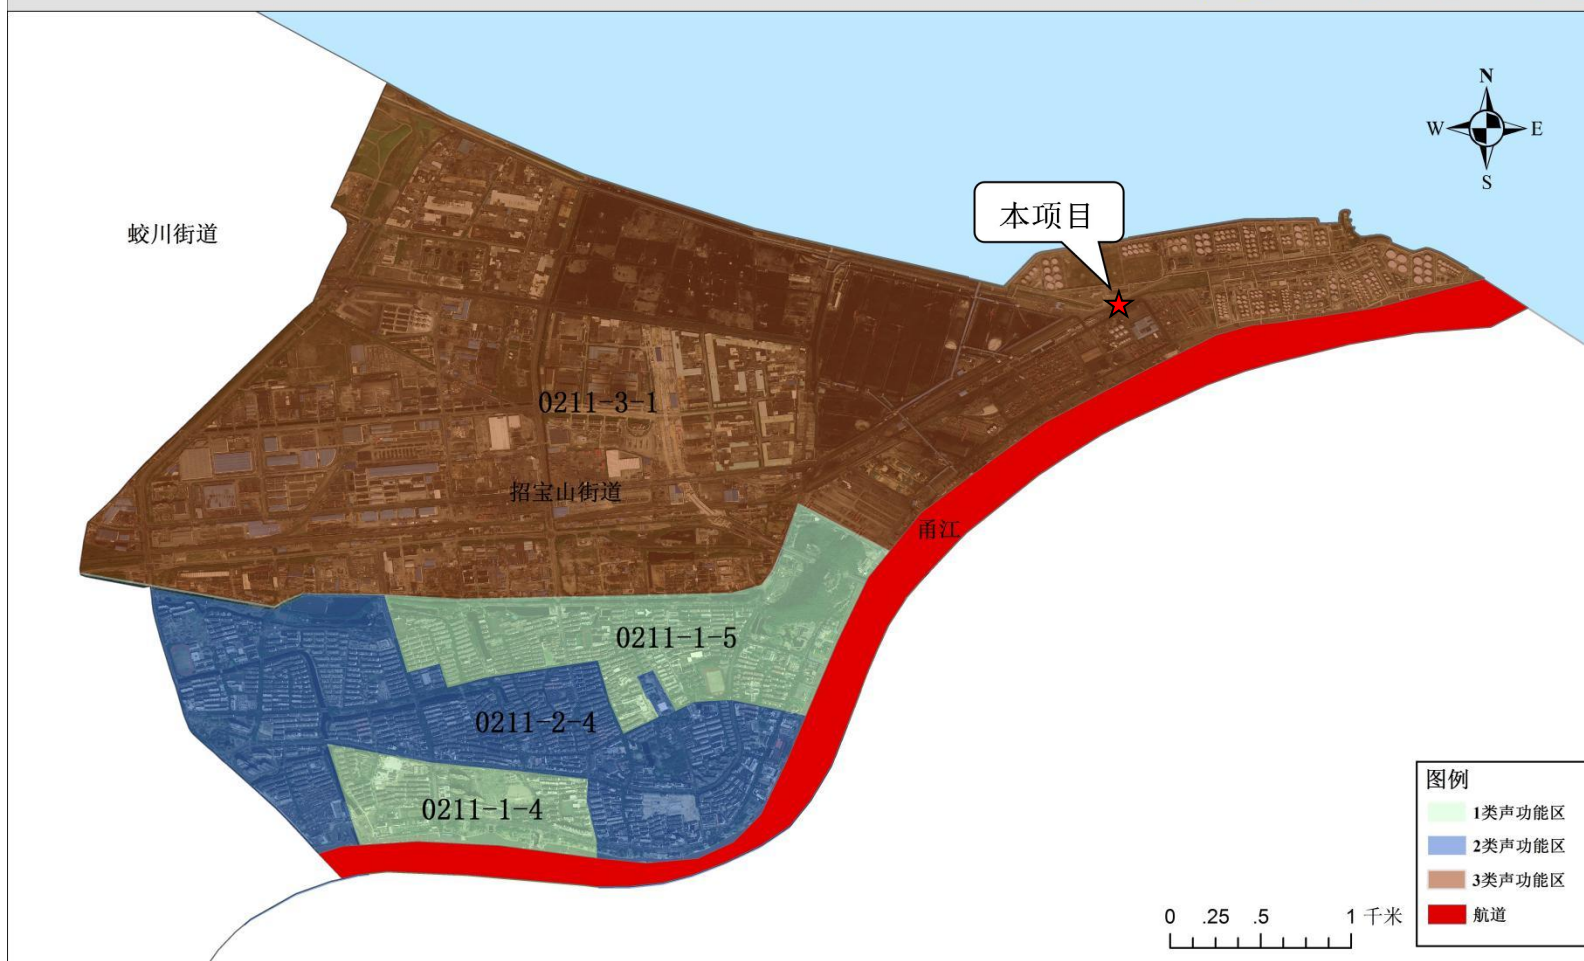 N
W
E
S
本项目
蛟川街道
0211-3-1
招宝山街道
甬江
0211-1-5
0211-2-4
0211-1-4
图例
1类声功能区
2类声功能区
3类声功能区
航道
0 .25 .5 1 千米